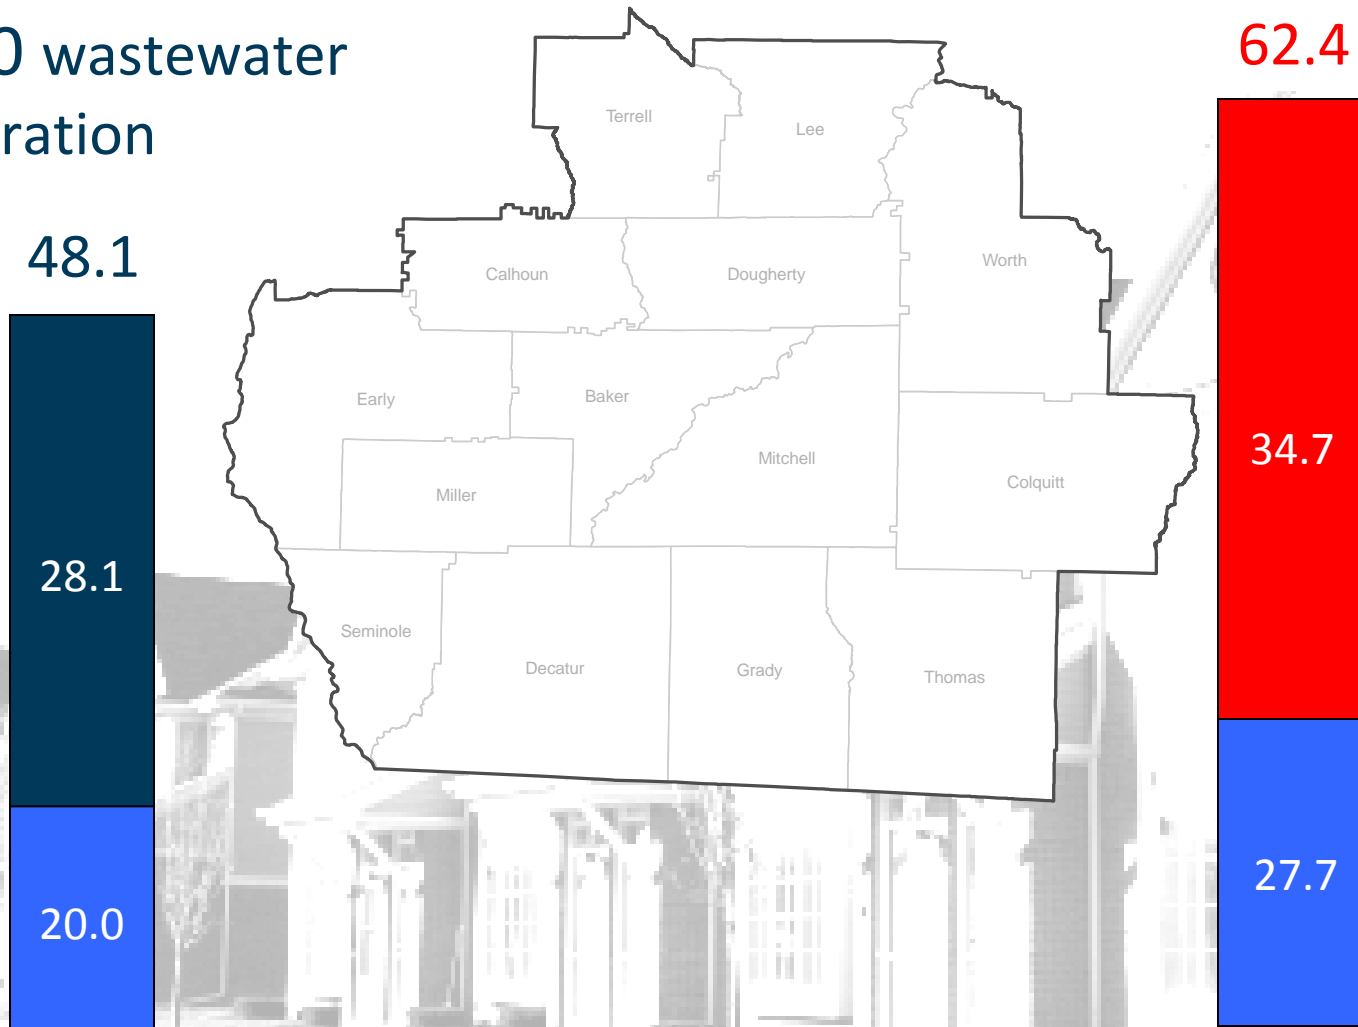 0 wastewater
ration
62.4
48.1
Terrell
Lee
Calhoun
Dougherty
Worth
Early
Baker
Mitchell
Miller
Colquitt
Seminole
Decatur
Grady
Thomas
28.1
20.0
34.7
27.7